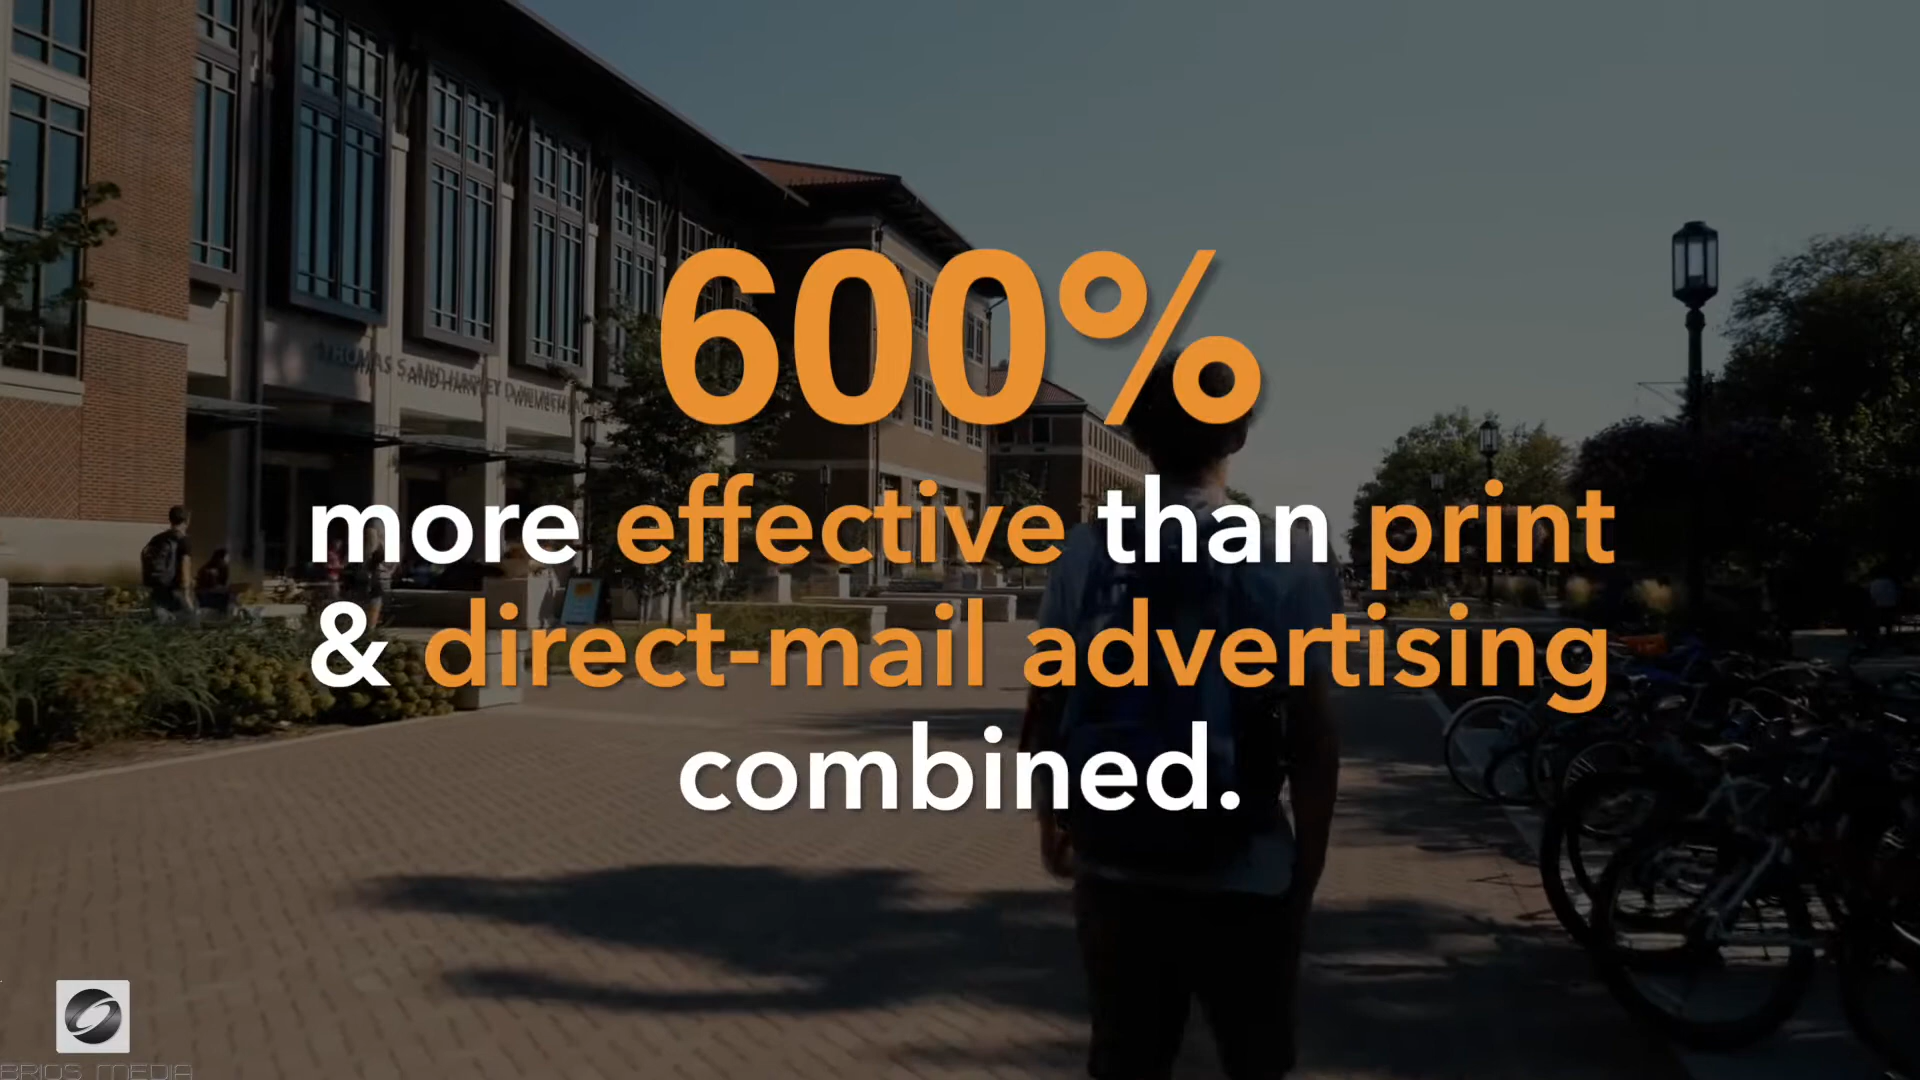 600%
more effective than print
& direct-mail advertising
combined.
BRIOS MEDIA